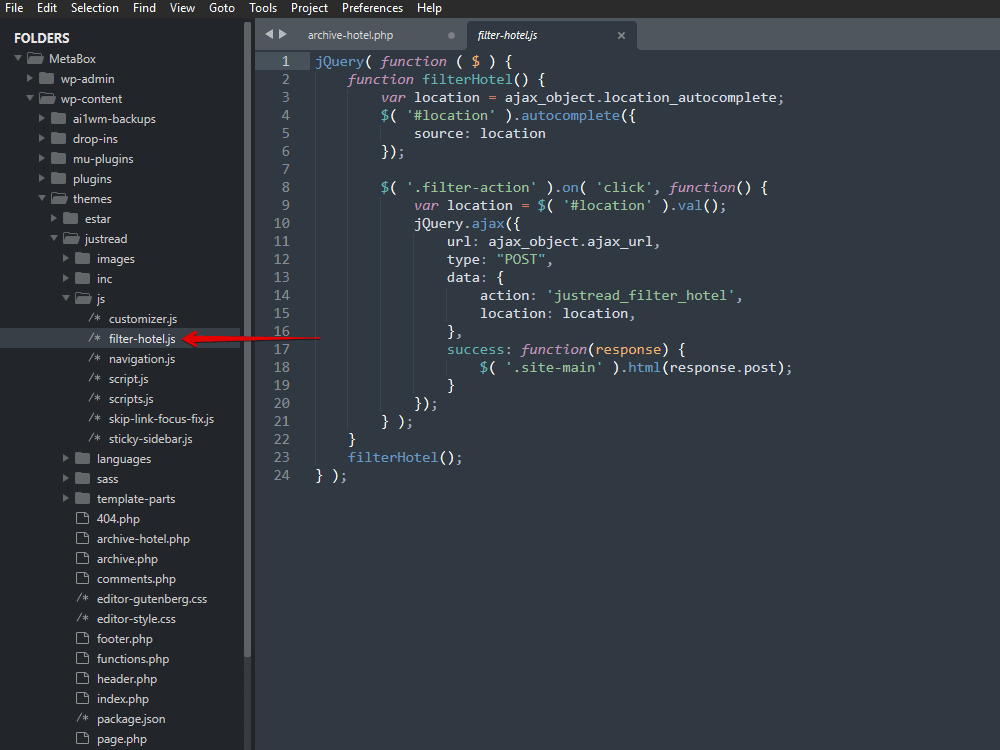 File Edit Selection Find View Goto Tools Project Preferences Help
FOLDERS
MetaBox
wp-admin
wp-content
ai1wm-backups
drop-ins
mu-plugins
plugins
themes
estar
justread
images
inc
js
/* customizer.js
/* filter-hotel.js
/* navigation.js
/* script.js
/* scripts.js
/* skip-link-focus-fix.js
/* sticky-sidebar.js
languages
sass
template-parts
404.php
archive-hotel.php
archive.php
comments.php
/* editor-gutenberg.css
/* editor-style.css
footer.php
functions.php
header.php
index.php
/* package.json
page.php
archive-hotel.php
filter-hotel.js ×
1 jQuery( function ( $ ) {
2 function filterHotel() {
3 var location = ajax_object.location_autocomplete;
4 $( '#location' ).autocomplete({
5 source: location
6 });
7
8 $( '.filter-action' ).on( 'click', function() {
9 var location = $( '#location' ).val();
10 jQuery.ajax({
11 url: ajax_object.ajax_url,
12 type: "POST",
13 data: {
14 action: 'justread_filter_hotel',
15 location: location,
16 },
17 success: function(response) {
18 $( '.site-main' ).html(response.post);
19 }
20 });
21 } );
22 }
23 filterHotel();
24 } );